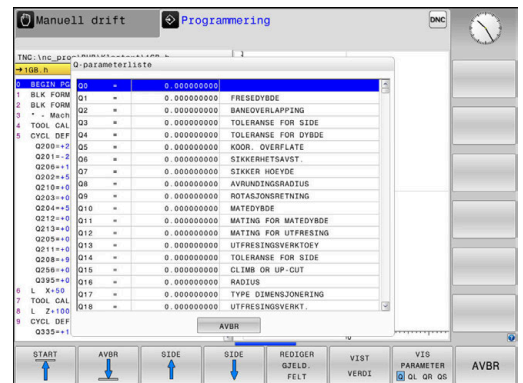 Manuell drift
Programmering
DNC
→1GB.h
Q-parameterliste
0 BEGIN PG
1 BLK FORM
2 BLK FORM
3 * - Mach
4 TOOL CAL
5 CYCL DEF
Q200=+2
Q201=-2
Q206=+1
Q202=+5
Q210=+0
Q203=+0
Q204=+5
Q212=+0
Q213=+0
Q205=+0
Q211=+0
Q208=+9
Q256=+0
Q395=+0
6 L X+50
7 TOOL CAL
8 L Z+100
9 CYCL DEF
Q335=+1
Q0 = 0.000000000
Q1 = 0.000000000 FRESEDYBDE
Q2 = 0.000000000 BANEOVERLAPPING
Q3 = 0.000000000 TOLERANSE FOR SIDE
Q4 = 0.000000000 TOLERANSE FOR DYBDE
Q5 = 0.000000000 KOOR. OVERFLATE
Q6 = 0.000000000 SIKKERHETSAVST.
Q7 = 0.000000000 SIKKER HOEYDE
Q8 = 0.000000000 AVRUNDINGSRADIUS
Q9 = 0.000000000 ROTASJONSRETNING
Q10 = 0.000000000 MATEDYBDE
Q11 = 0.000000000 MATING FOR MATEDYBDE
Q12 = 0.000000000 MATING FOR UTFRESING
Q13 = 0.000000000 UTFRESINGSVERKTOEY
Q14 = 0.000000000 TOLERANSE FOR SIDE
Q15 = 0.000000000 CLIMB OR UP-CUT
Q16 = 0.000000000 RADIUS
Q17 = 0.000000000 TYPE DIMENSJONERING
Q18 = 0.000000000 UTFRESINGSVERKT.
AVBR
START
AVBR
SIDE
SIDE
REDIGER
GJELD.
FELT
VIST
VERDI
VIS
PARAMETER
Q QL QR QS
AVBR